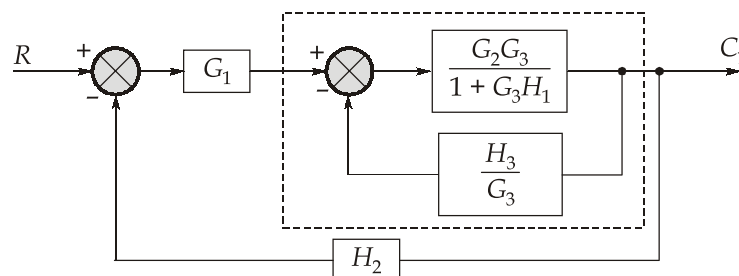 R
+
−
G₁
+
−
G₂G₃
1 + G₃H₁
C
H₃
G₃
H₂